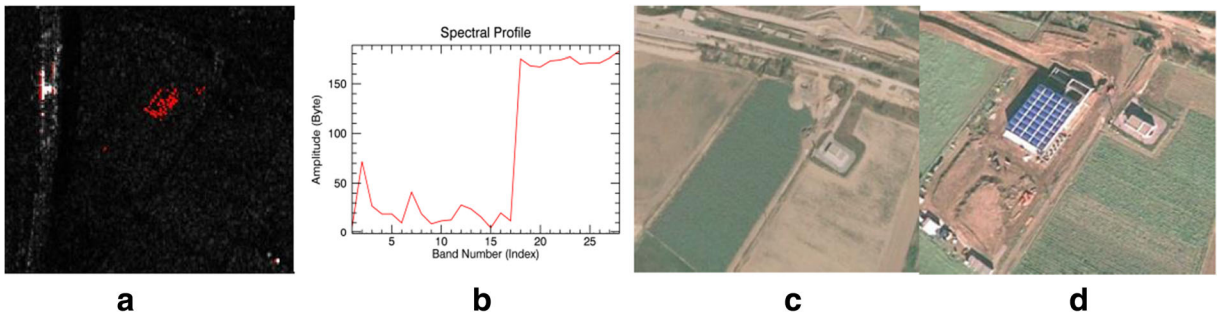 Spectral Profile
Amplitude (Byte)
150
100
50
0
5
10
15
20
25
Band Number (Index)
a
b
c
d